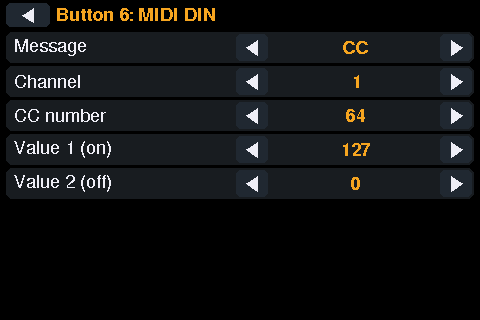 Button 6: MIDI DIN
Message CC
Channel 1
CC number 64
Value 1 (on) 127
Value 2 (off) 0